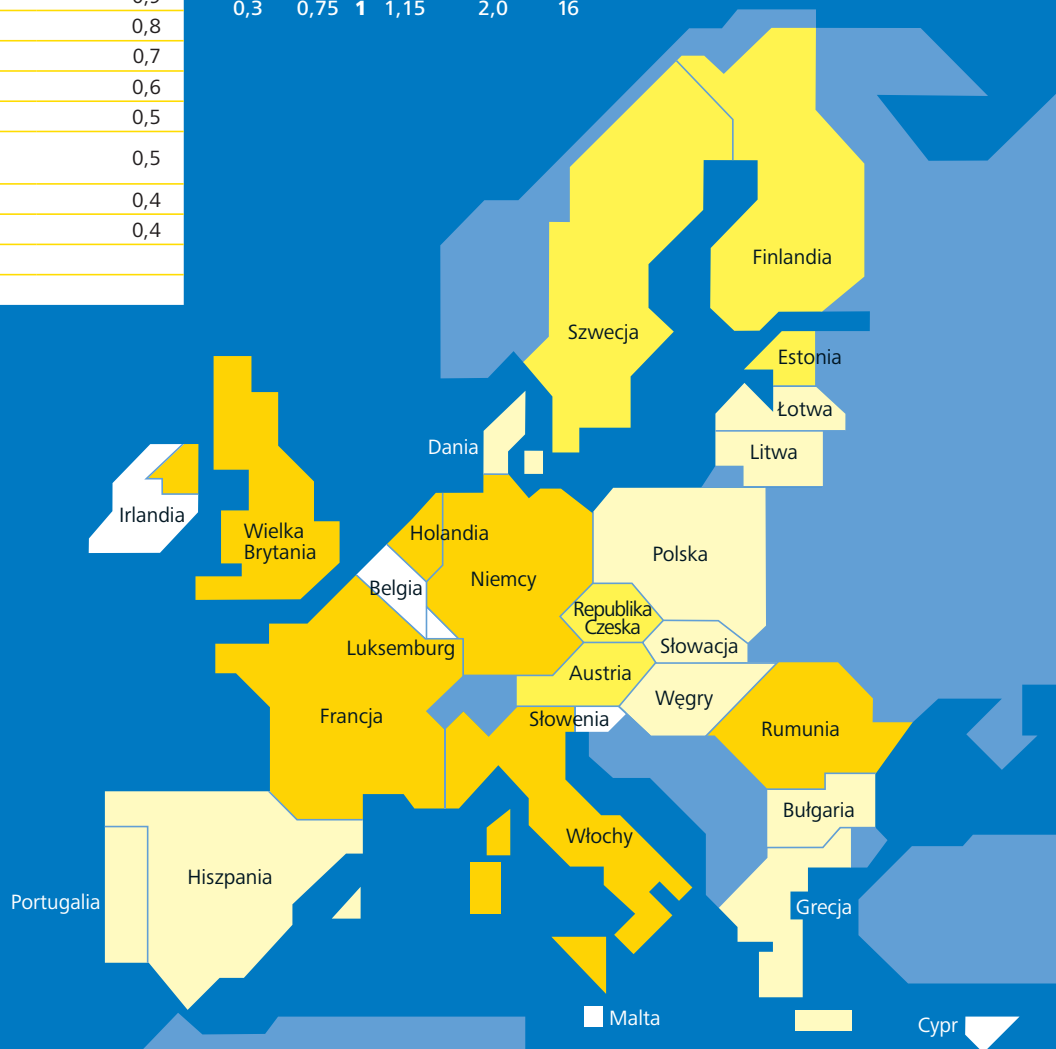 0,3 0,75 1 1,15 2,0 16
0,8
0,7
0,6
0,5
0,5
0,4
0,4
Finlandia
Szwecja
Estonia
Łotwa
Dania
Litwa
Irlandia
Wielka
Brytania
Holandia
Polska
Niemcy
Belgia
Republika
Czeska
Luksemburg
Słowacja
Austria
Węgry
Francja
Słowenia
Rumunia
Bułgaria
Włochy
Hiszpania
Portugalia
Grecja
Malta
Cypr